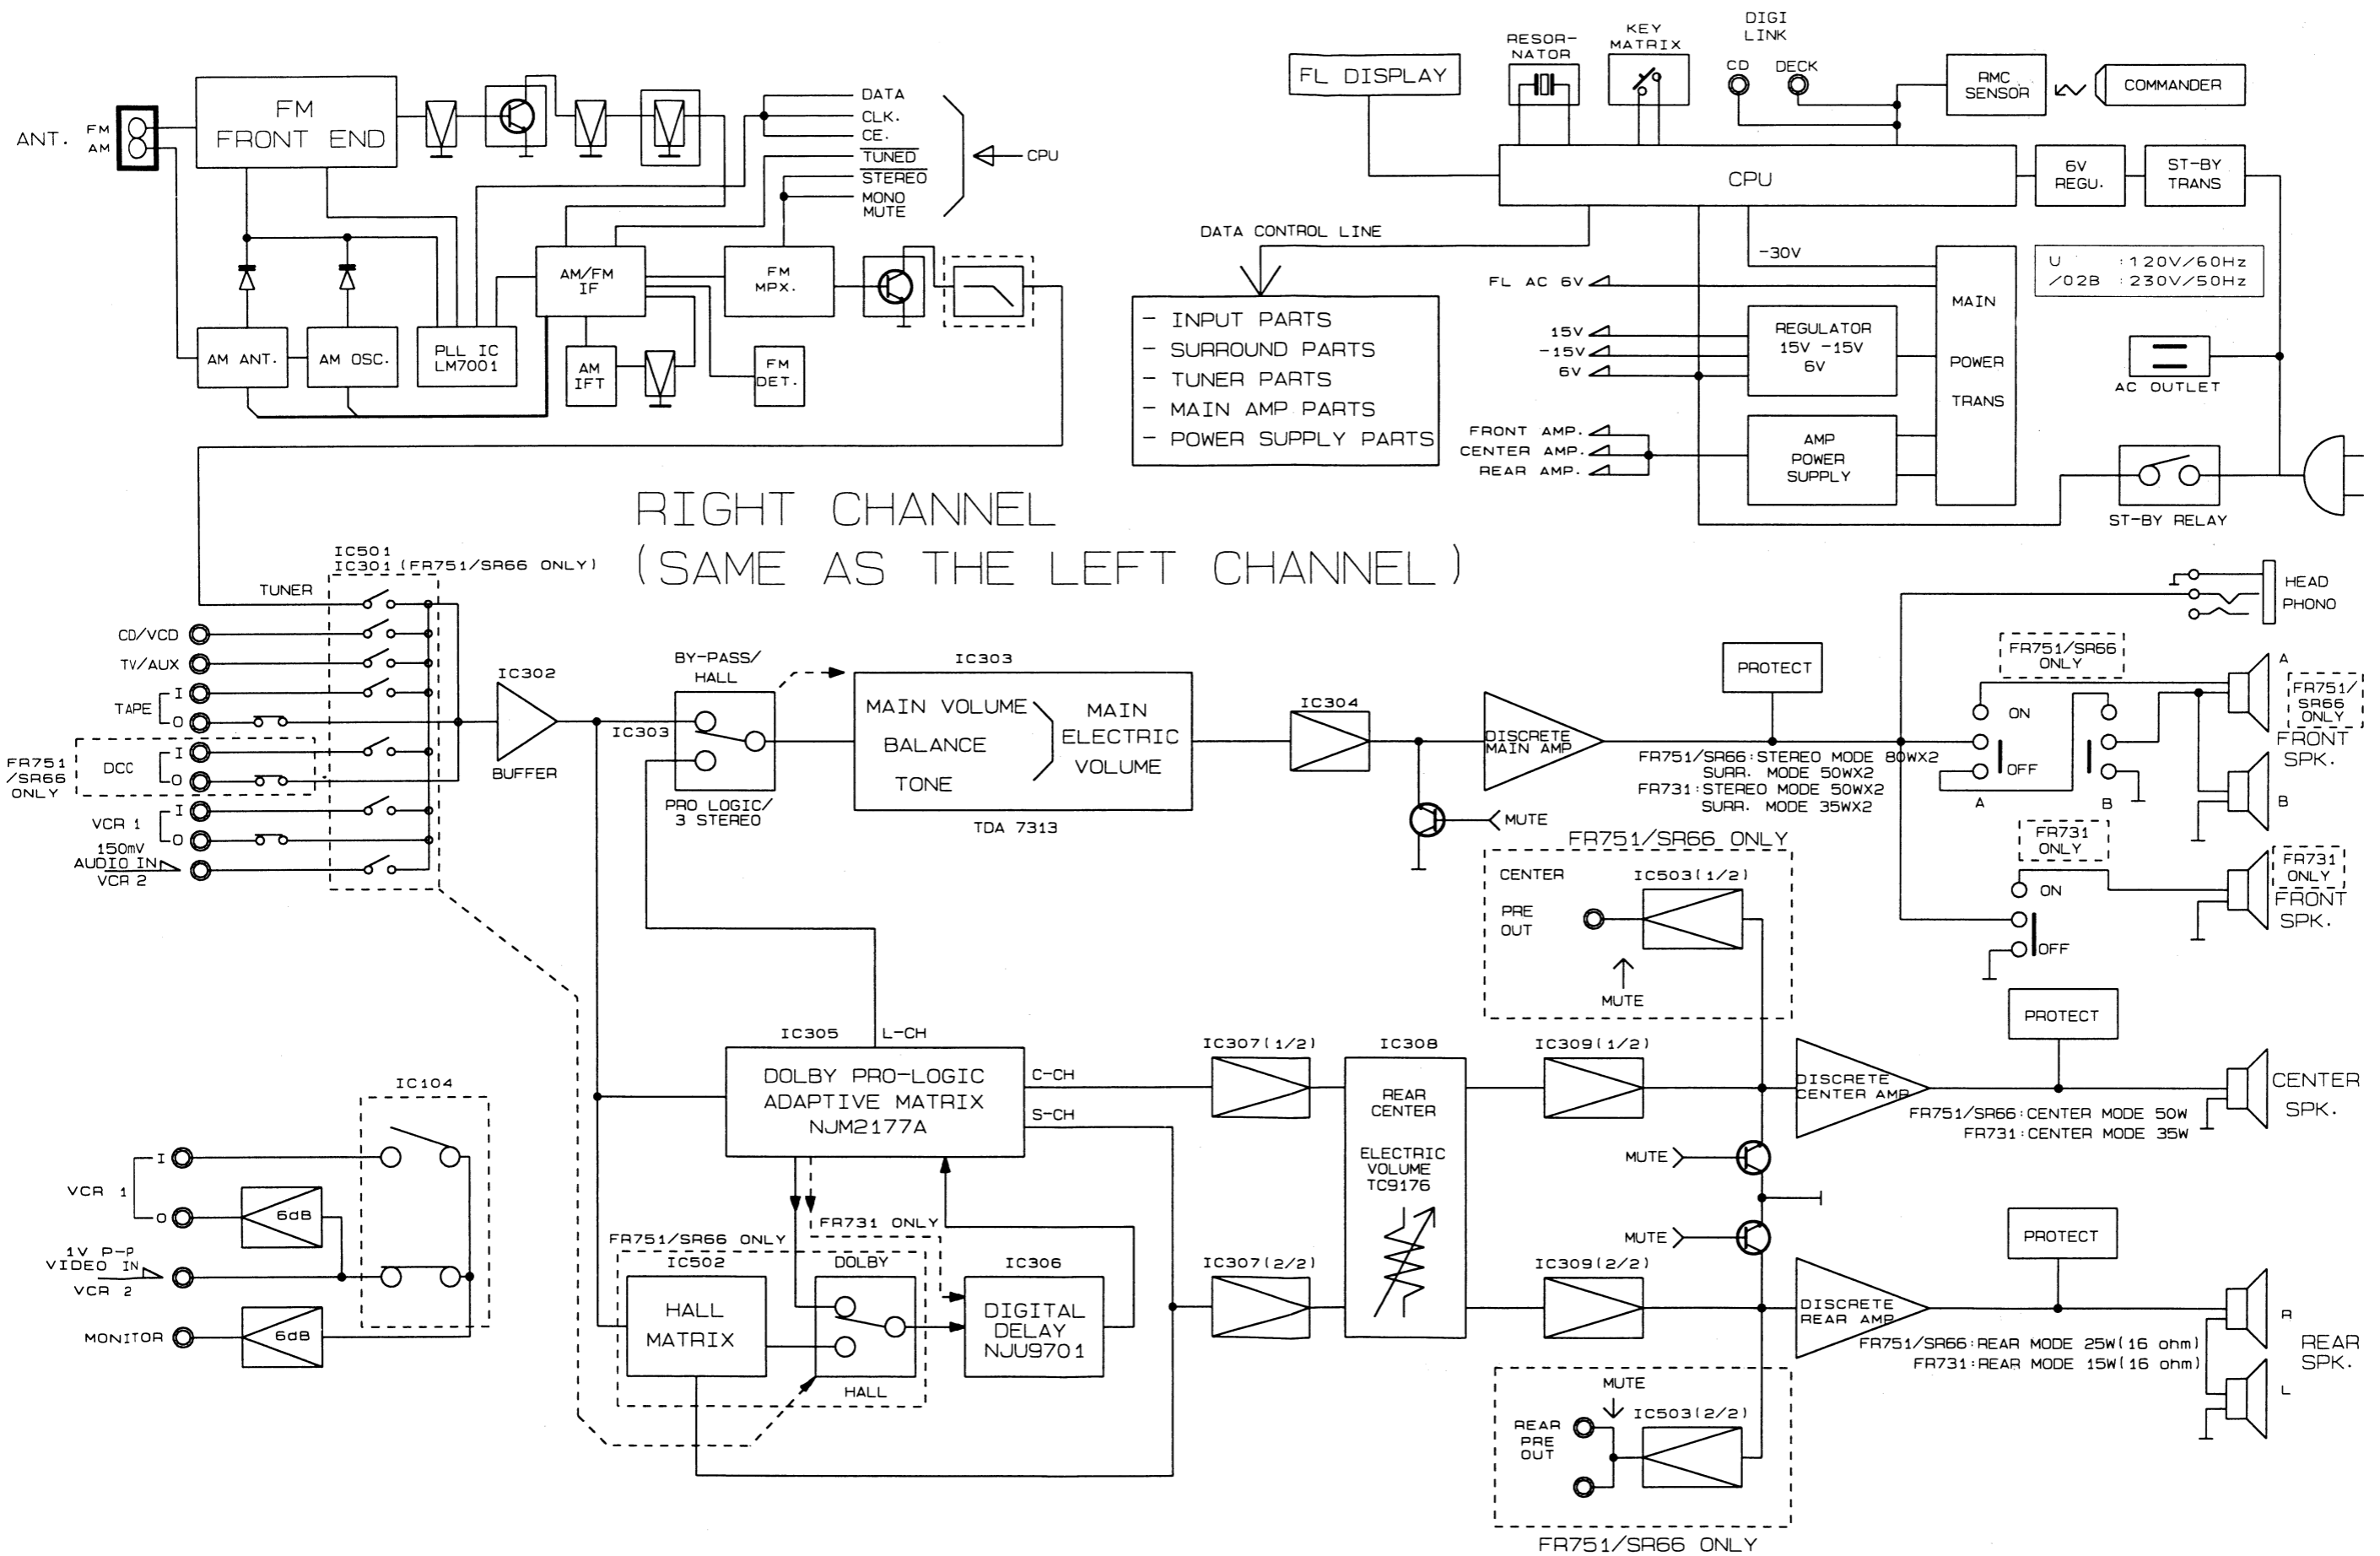 ANT.
FM
AM
FM
FRONT END
DATA
CLK.
CE.
TUNED
STEREO
MONO
MUTE
CPU
AM/FM
IF
FM
MPX.
AM ANT.
AM OSC.
PLL IC
LM7001
AM
IFT
FM
DET.
FL DISPLAY
RESOR-
NATOR
KEY
MATRIX
DIGI
LINK
CD
DECK
RMC
SENSOR
COMMANDER
CPU
6V
REGU.
ST-BY
TRANS
DATA CONTROL LINE
- INPUT PARTS
- SURROUND PARTS
- TUNER PARTS
- MAIN AMP PARTS
- POWER SUPPLY PARTS
-30V
FL AC 6V
15V
-15V
6V
REGULATOR
15V -15V
6V
FRONT AMP.
CENTER AMP.
REAR AMP.
AMP
POWER
SUPPLY
MAIN
POWER
TRANS
U :120V/60Hz
/02B :230V/50Hz
AC OUTLET
ST-BY RELAY
RIGHT CHANNEL
(SAME AS THE LEFT CHANNEL)
IC501
IC301(FR751/SR66 ONLY)
TUNER
CD/VCD
TV/AUX
TAPE
I
O
FR751
/SR66
ONLY
DCC
I
O
VCR 1
I
O
150mV
AUDIO IN
VCR 2
IC302
BUFFER
BY-PASS/
HALL
IC303
PRO LOGIC/
3 STEREO
IC303
MAIN VOLUME
BALANCE
TONE
MAIN
ELECTRIC
VOLUME
TDA 7313
IC304
MUTE
DISCRETE
MAIN AMP
PROTECT
FR751/SR66:STEREO MODE 80WX2
SURR. MODE 50WX2
FR731:STEREO MODE 50WX2
SURR. MODE 35WX2
HEAD
PHONO
FR751/SR66
ONLY
ON
OFF
A
B
A
FR751/
SR66
ONLY
FRONT
SPK.
B
FR731
ONLY
ON
OFF
FR731
ONLY
FRONT
SPK.
FR751/SR66 ONLY
CENTER
PRE
OUT
IC503(1/2)
MUTE
IC305
L-CH
DOLBY PRO-LOGIC
ADAPTIVE MATRIX
NJM2177A
C-CH
S-CH
IC307(1/2)
IC308
REAR
CENTER
ELECTRIC
VOLUME
TC9176
IC309(1/2)
DISCRETE
CENTER AMP
PROTECT
FR751/SR66:CENTER MODE 50W
FR731:CENTER MODE 35W
CENTER
SPK.
MUTE
MUTE
IC104
VCR 1
I
O
6dB
1V P-P
VIDEO IN
VCR 2
MONITOR
6dB
FR731 ONLY
FR751/SR66 ONLY
IC502
HALL
MATRIX
DOLBY
HALL
IC306
DIGITAL
DELAY
NJU9701
IC307(2/2)
IC309(2/2)
DISCRETE
REAR AMP
PROTECT
FR751/SR66:REAR MODE 25W(16 ohm)
FR731:REAR MODE 15W(16 ohm)
R
REAR
SPK.
L
MUTE
IC503(2/2)
REAR
PRE
OUT
FR751/SR66 ONLY